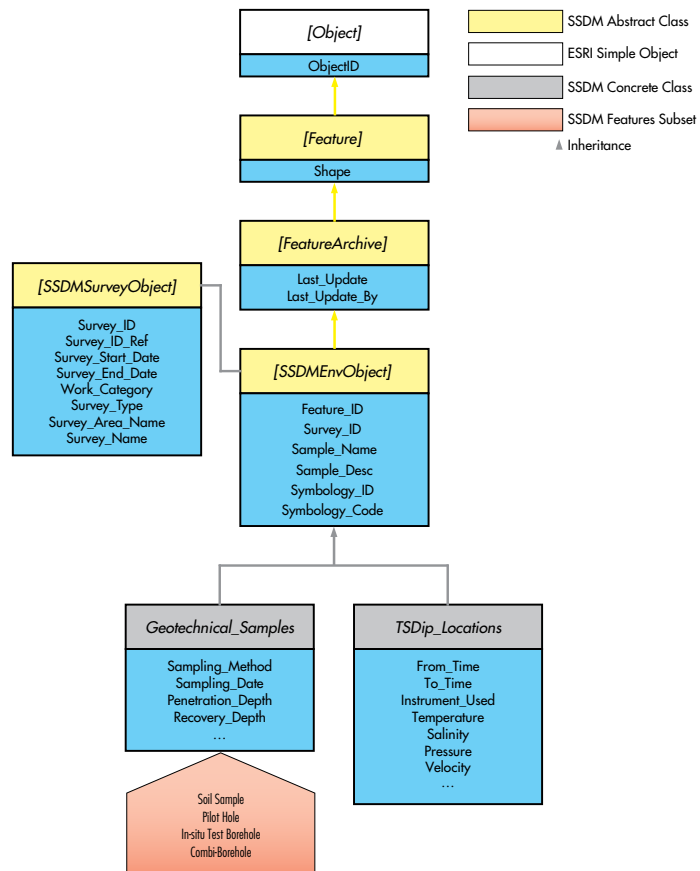 [Object]
ObjectID
[Feature]
Shape
[FeatureArchive]
Last_Update
Last_Update_By
[SSDMSurveyObject]
Survey_ID
Survey_ID_Ref
Survey_Start_Date
Survey_End_Date
Work_Category
Survey_Type
Survey_Area_Name
Survey_Name
[SSDMEnvObject]
Feature_ID
Survey_ID
Sample_Name
Sample_Desc
Symbology_ID
Symbology_Code
Geotechnical_Samples
Sampling_Method
Sampling_Date
Penetration_Depth
Recovery_Depth
...
Soil Sample
Pilot Hole
In-situ Test Borehole
Combi-Borehole
TSDip_Locations
From_Time
To_Time
Instrument_Used
Temperature
Salinity
Pressure
Velocity
...
SSDM Abstract Class
ESRI Simple Object
SSDM Concrete Class
SSDM Features Subset
Inheritance